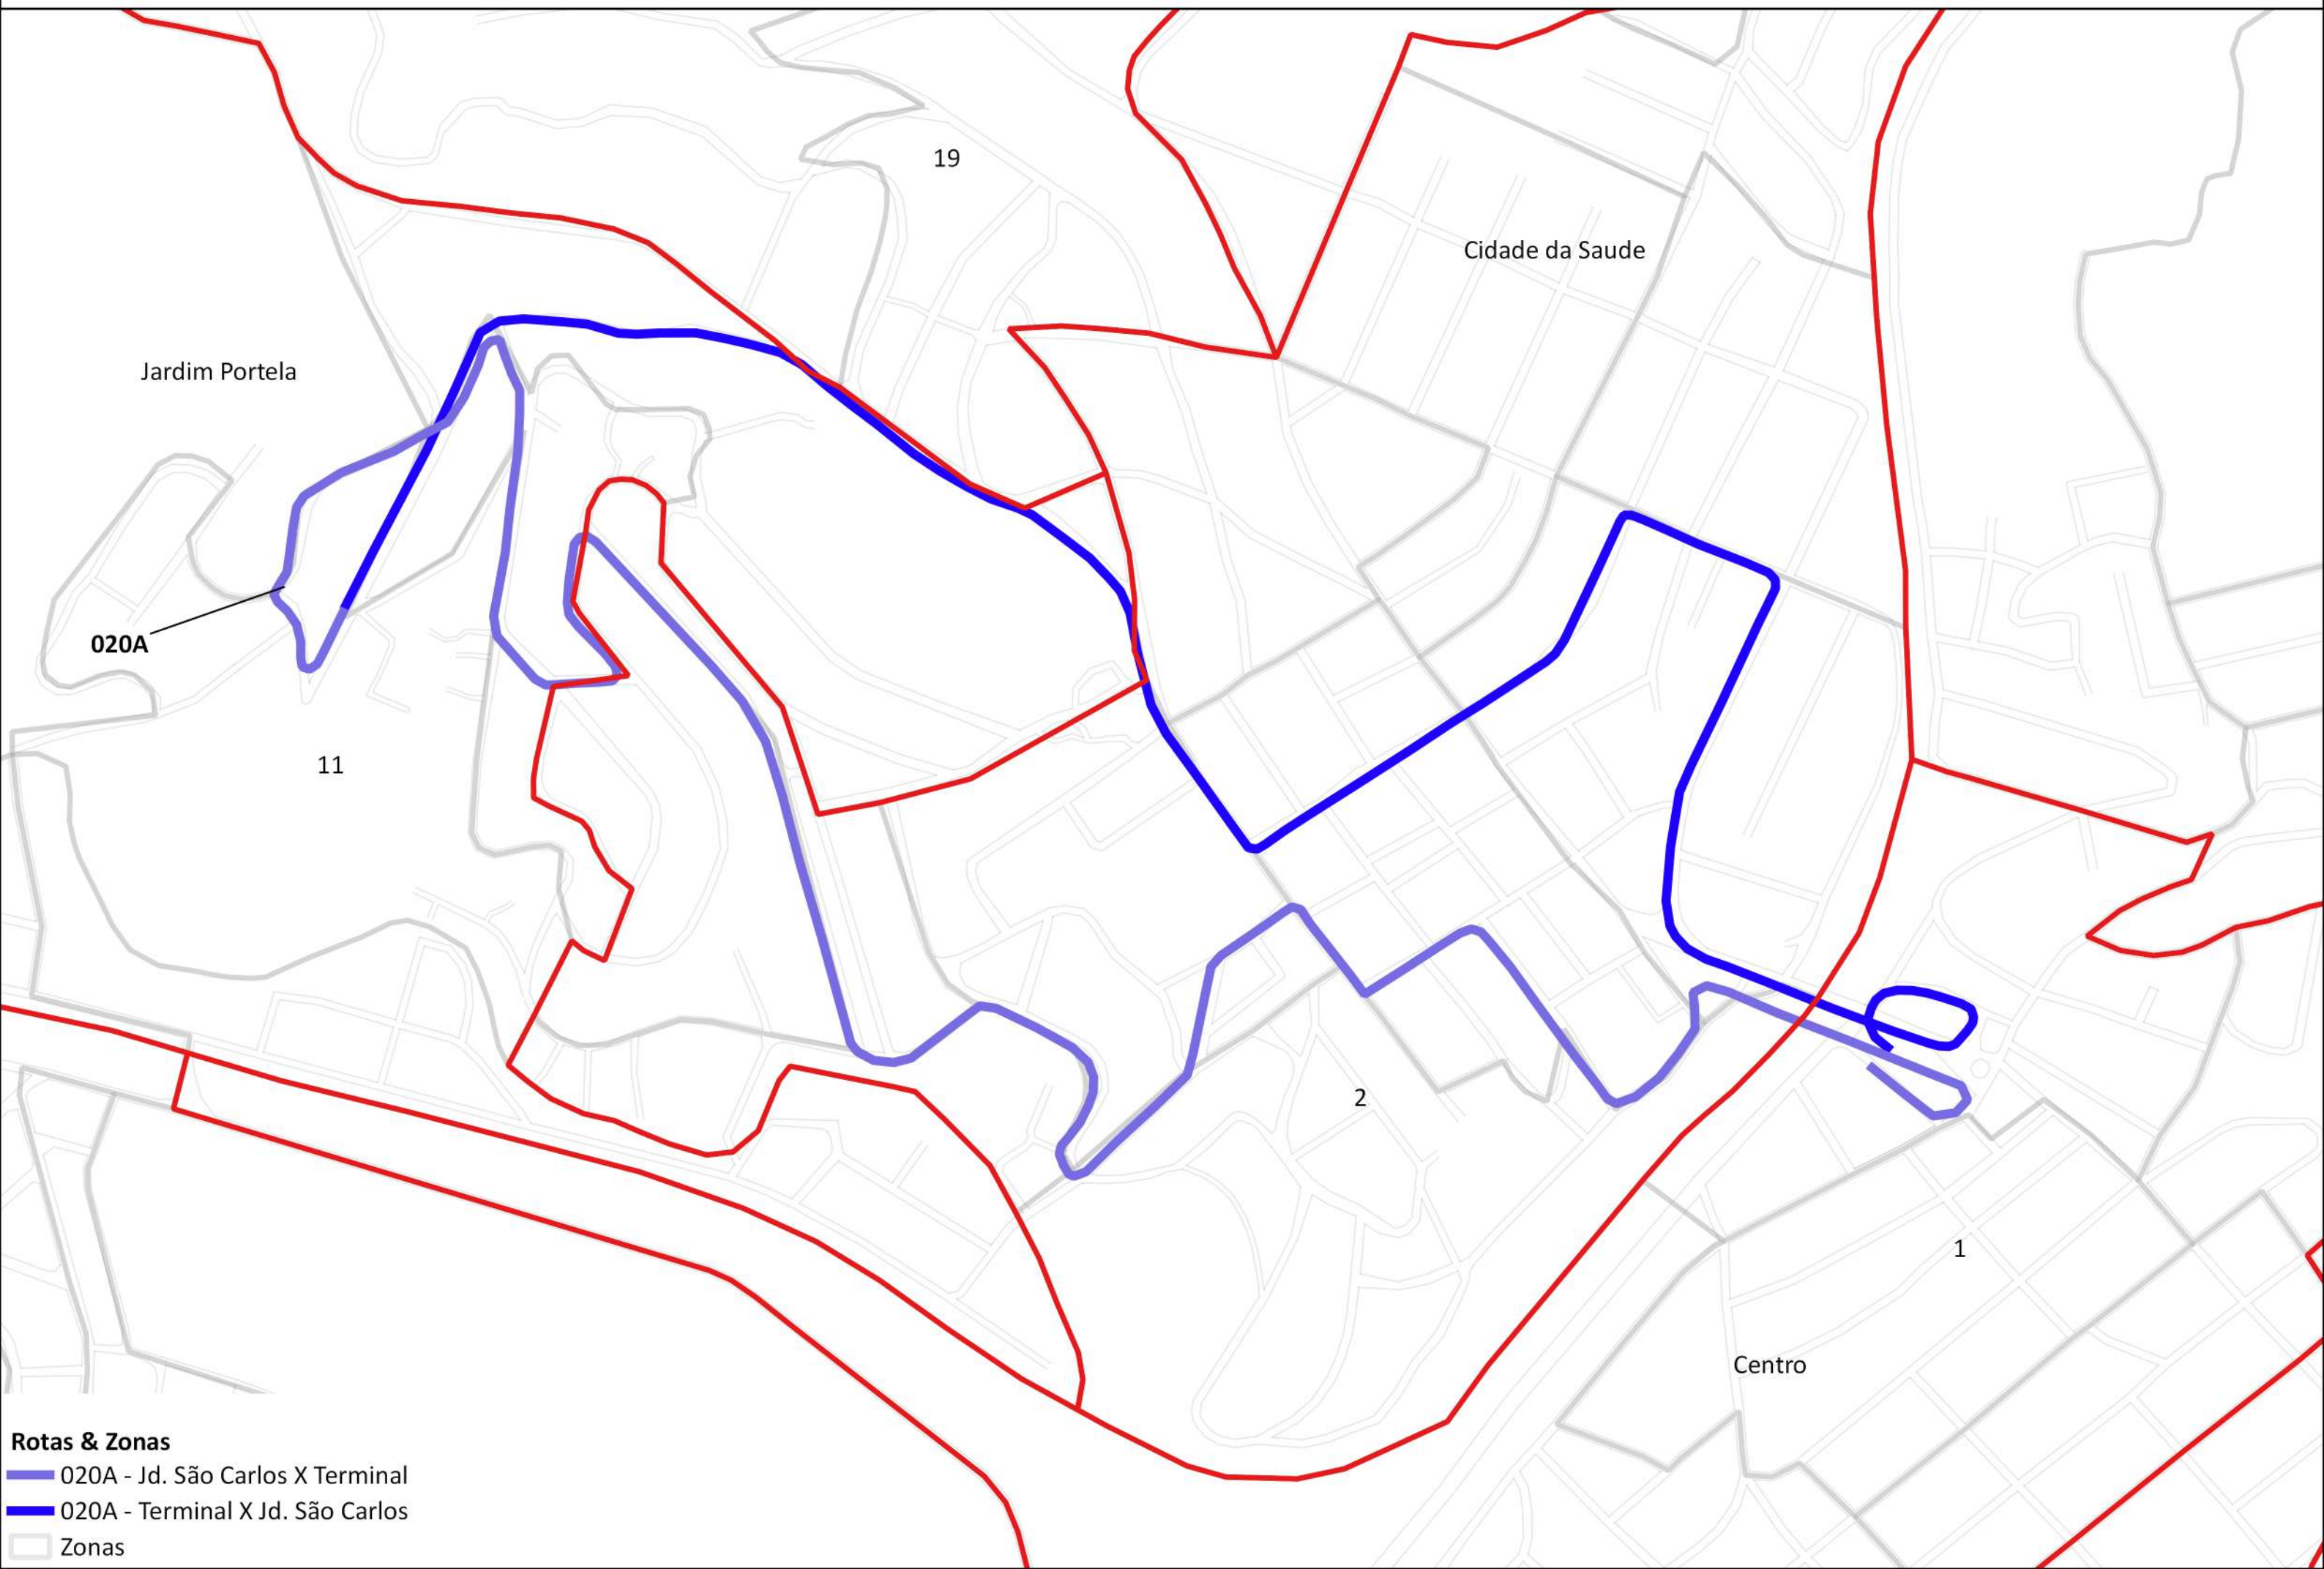 19
Cidade da Saude
Jardim Portela
020A
11
2
1
Centro
Rotas & Zonas
020A - Jd. São Carlos X Terminal
020A - Terminal X Jd. São Carlos
Zonas